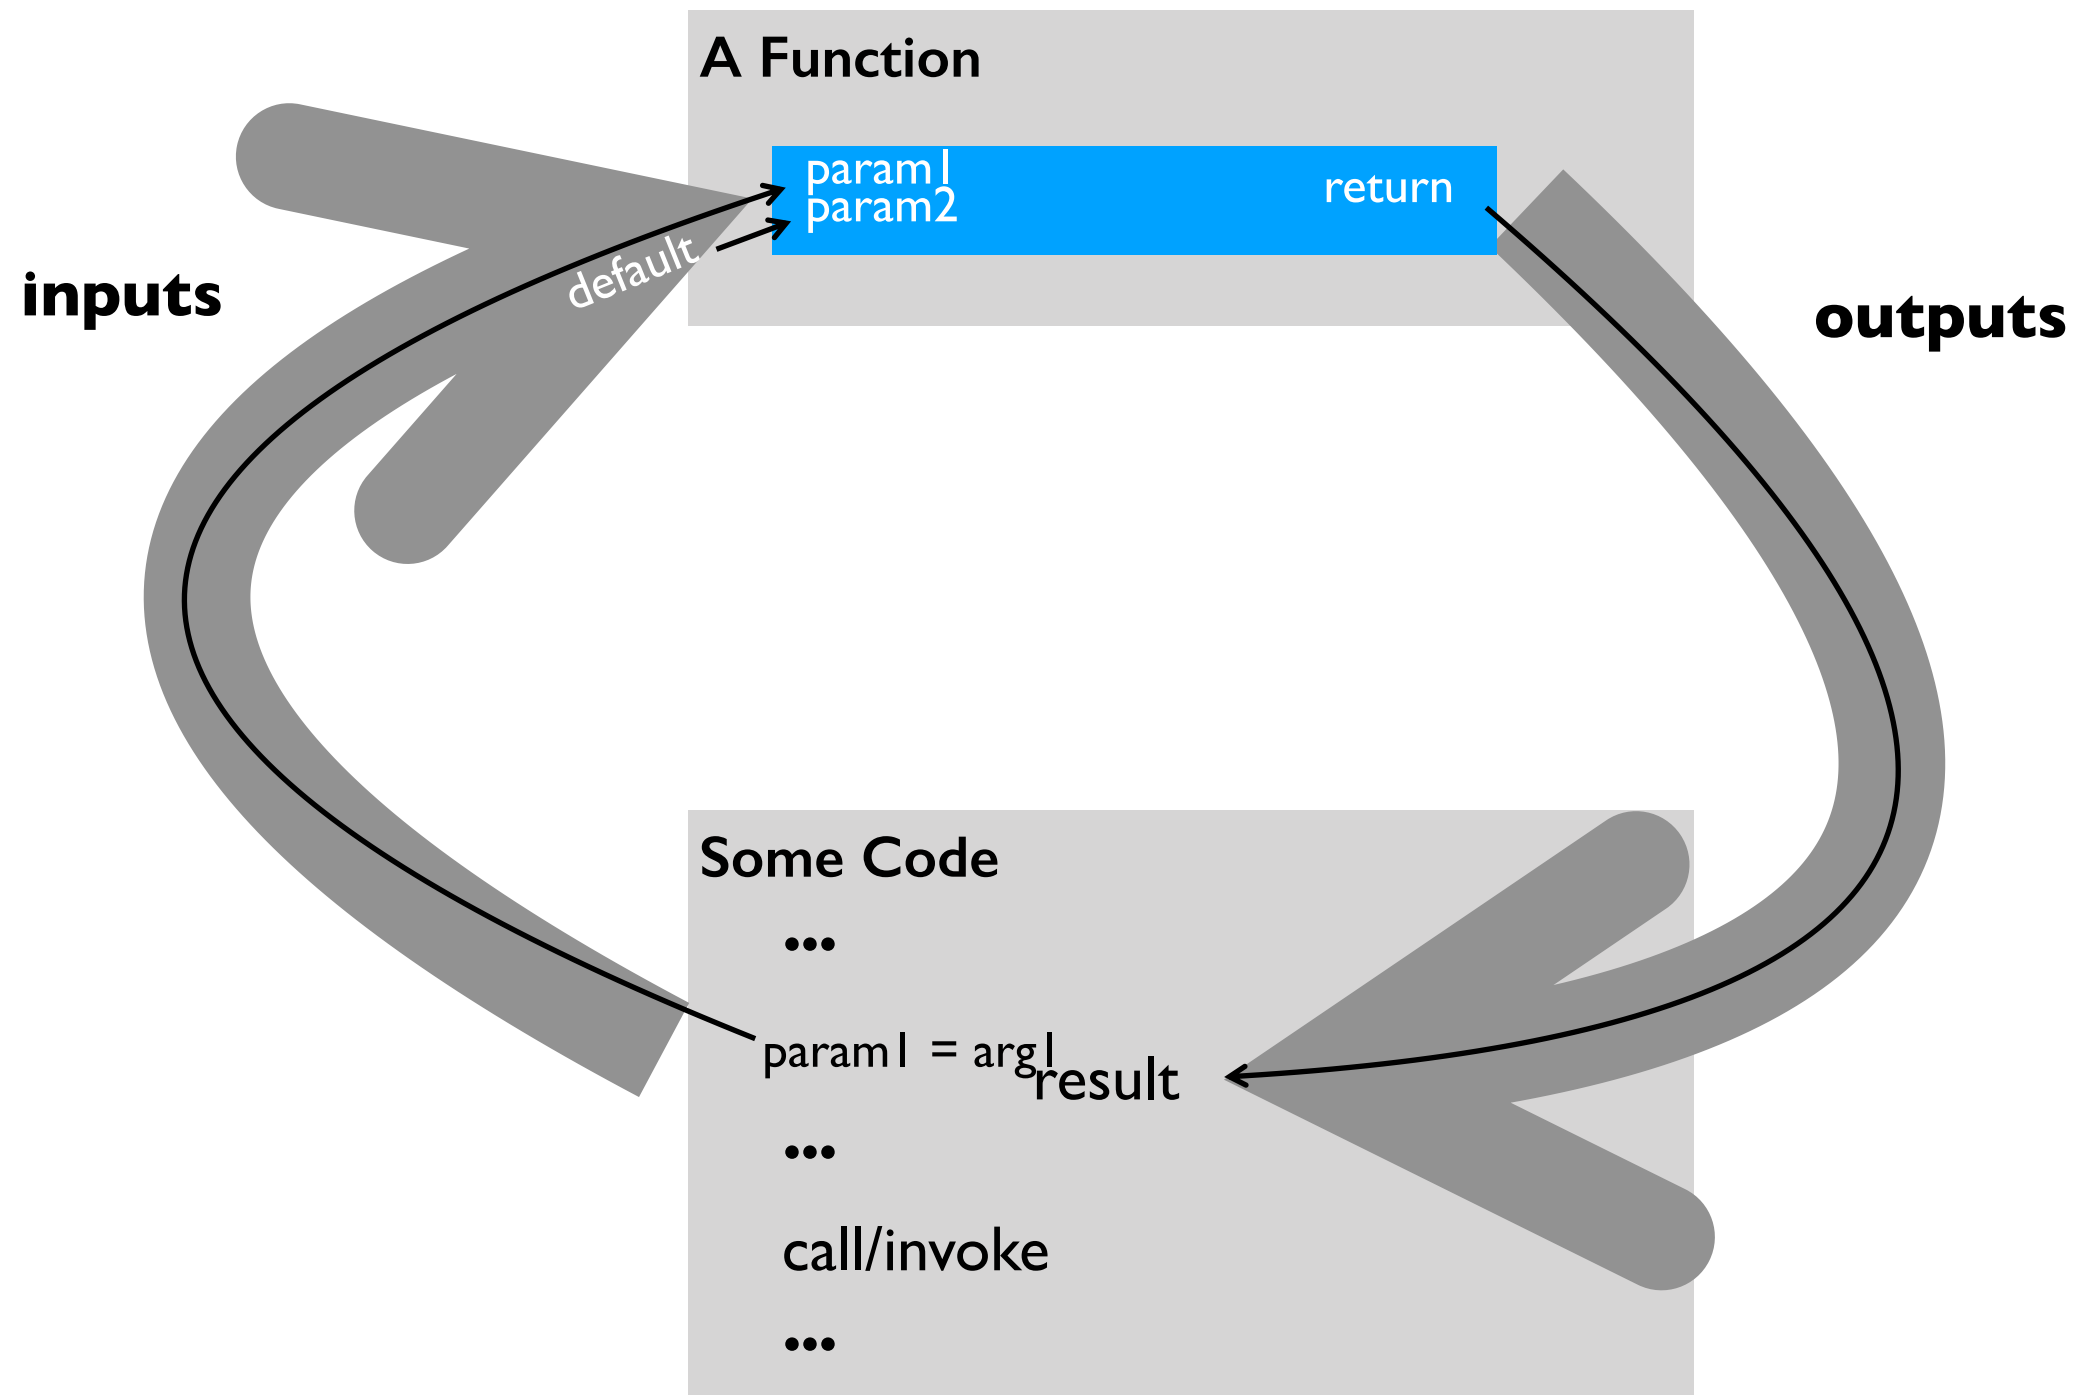 A Function
param1
param2
return
default
inputs
outputs
Some Code
...
param1 = arg1
result
...
call/invoke
...